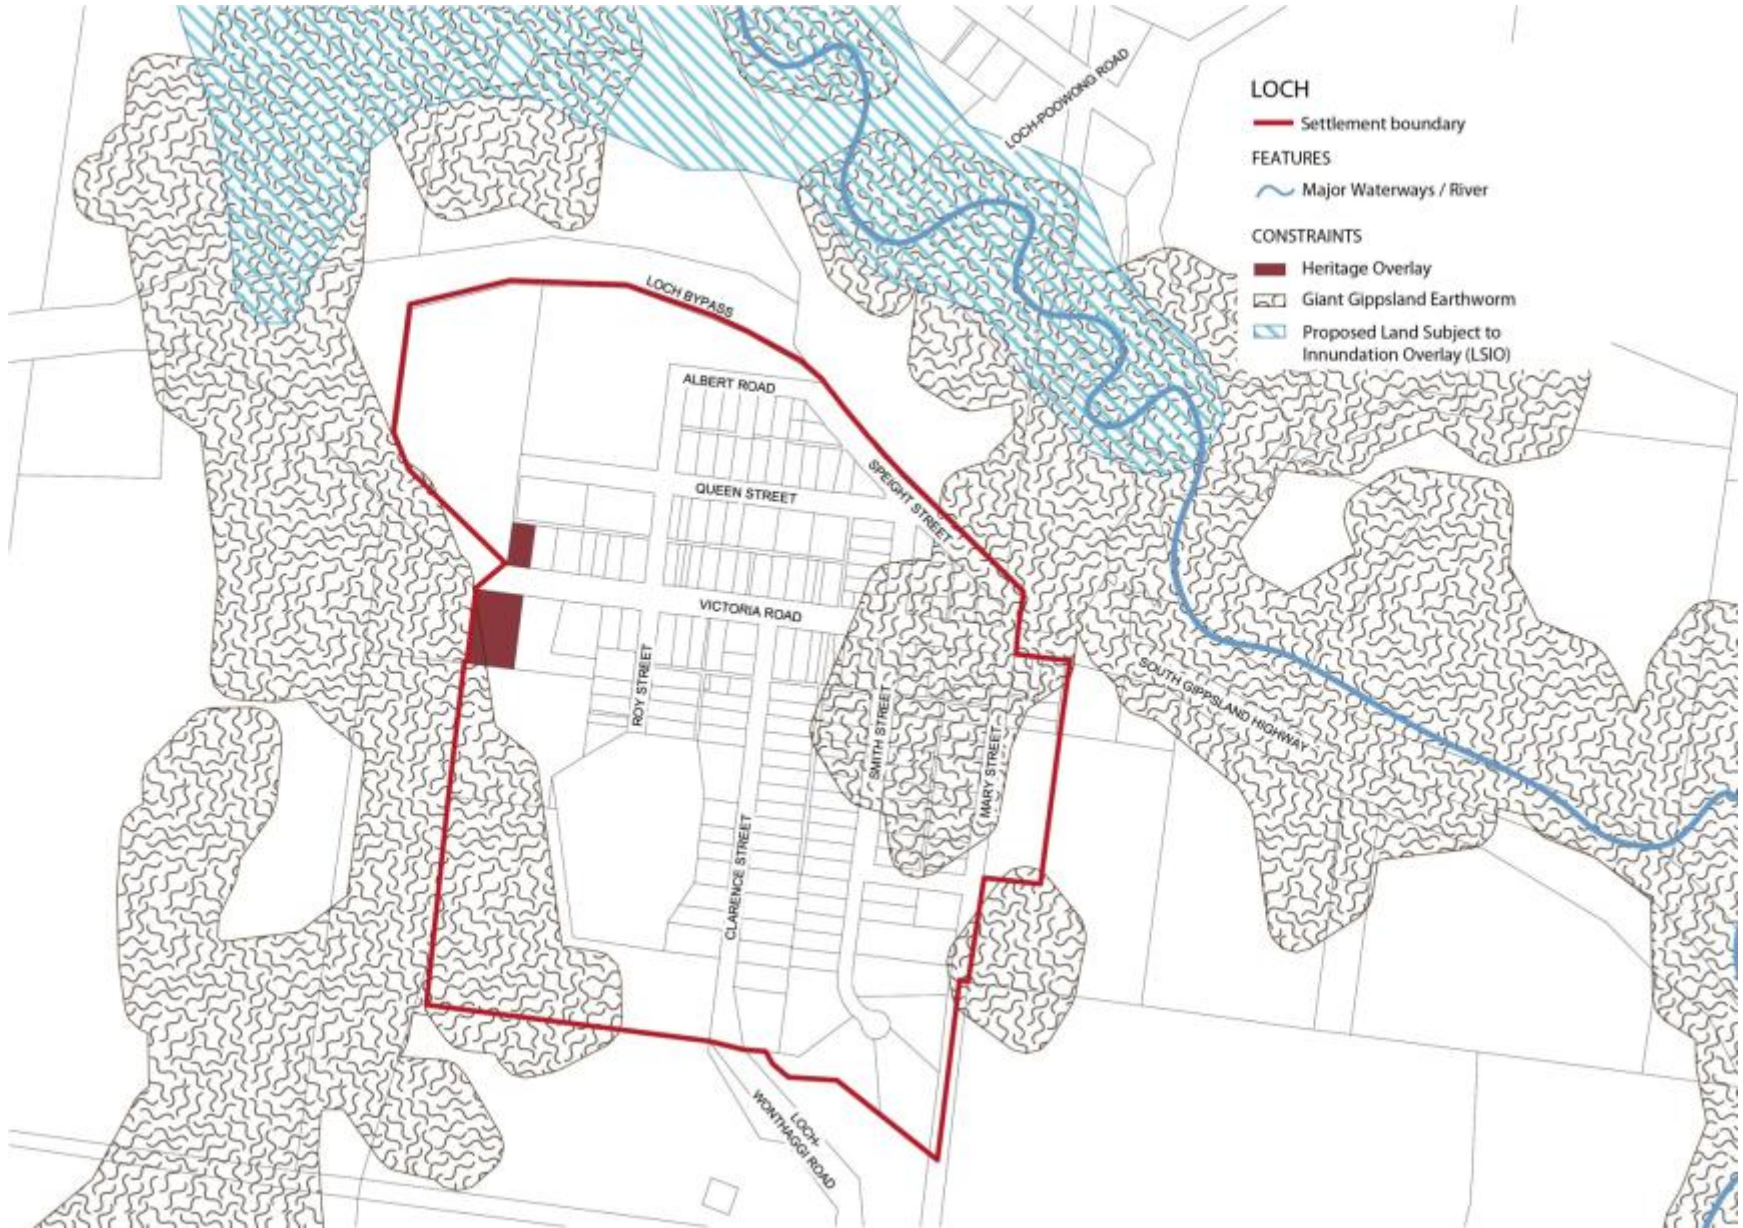 LOCH
Settlement boundary
FEATURES
Major Waterways / River
CONSTRAINTS
Heritage Overlay
Giant Gippsland Earthworm
Proposed Land Subject to
Innundation Overlay (LSIO)
LOCH-POOWONG ROAD
LOCH BYPASS
ALBERT ROAD
QUEEN STREET
SPEIGHT STREET
VICTORIA ROAD
ROY STREET
SMITH STREET
MARY STREET
SOUTH GIPPSLAND HIGHWAY
CLARENCE STREET
LOCH-
WONTHAGGI ROAD